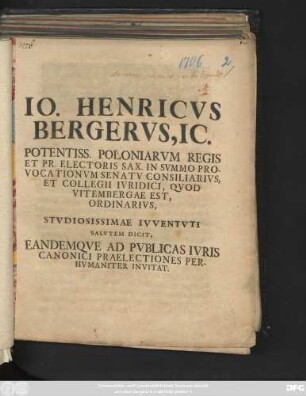 1706 2,
IO. HENRICVS
BERGERVS, IC.
POTENTISS. POLONIARVM REGIS
ET PR. ELECTORIS SAX. IN SVMMO PRO-
VOCATIONVM SENATV CONSILIARIVS,
ET COLLEGII IVRIDICI, QVOD
VITEMBERGAE EST,
ORDINARIVS,
STVDIOSISSIMAE IVVENTVTI
SALVTEM DICIT,
EANDEMQVE AD PVBLICAS IVRIS
CANONICI PRAELECTIONES PER-
HVMANITER INVITAT.